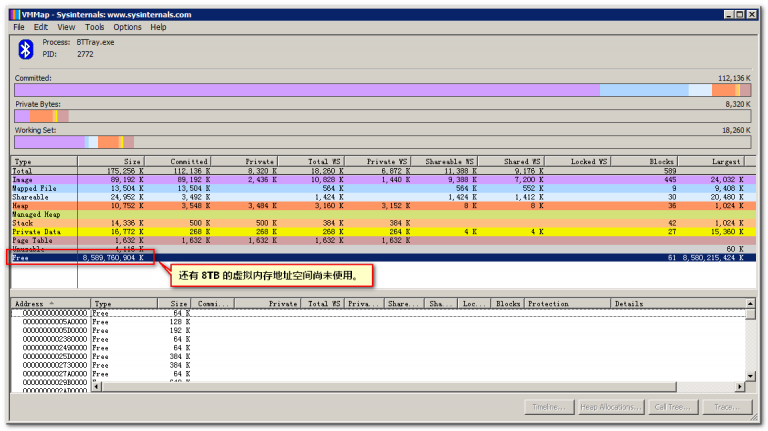 VMMap - Sysinternals: www.sysinternals.com
File Edit View Tools Options Help
Process: BTTray.exe
PID: 2772
Committed: 112,136 K
Private Bytes: 8,320 K
Working Set: 18,260 K
Type Size Committed Private Total WS Private WS Shareable WS Shared WS Locked WS Blocks Largest
Total 175,256 K 112,136 K 8,320 K 18,260 K 6,872 K 11,388 K 9,176 K 589
Image 89,192 K 89,192 K 2,436 K 10,828 K 1,440 K 9,388 K 7,200 K 445 24,032 K
Mapped File 13,504 K 13,504 K 564 K 564 K 552 K 9 9,408 K
Shareable 24,952 K 3,492 K 1,424 K 1,424 K 1,412 K 30 20,480 K
Heap 10,752 K 3,548 K 3,484 K 3,160 K 3,152 K 8 K 8 K 36 1,024 K
Managed Heap
Stack 14,336 K 500 K 500 K 384 K 384 K 42 1,024 K
Private Data 16,772 K 268 K 268 K 268 K 264 K 4 K 4 K 27 15,360 K
Page Table 1,632 K 1,632 K 1,632 K 1,632 K 1,632 K
Unusable 4,116 K 60 K
Free 8,589,760,904 K 61 8,580,215,424 K
还有 8TB 的虚拟内存地址空间尚未使用。
Address Type Size Commi... Private Total WS Priva... Share... Sha... Loc... Blocks Protection Details
0000000000000000 Free 64 K
00000000005A0000 Free 128 K
00000000005D0000 Free 192 K
0000000002380000 Free 64 K
0000000002490000 Free 64 K
00000000025D0000 Free 384 K
0000000002730000 Free 384 K
00000000027A0000 Free 64 K
00000000029B0000
Timeline... Heap Allocations... Call Tree... Trace...